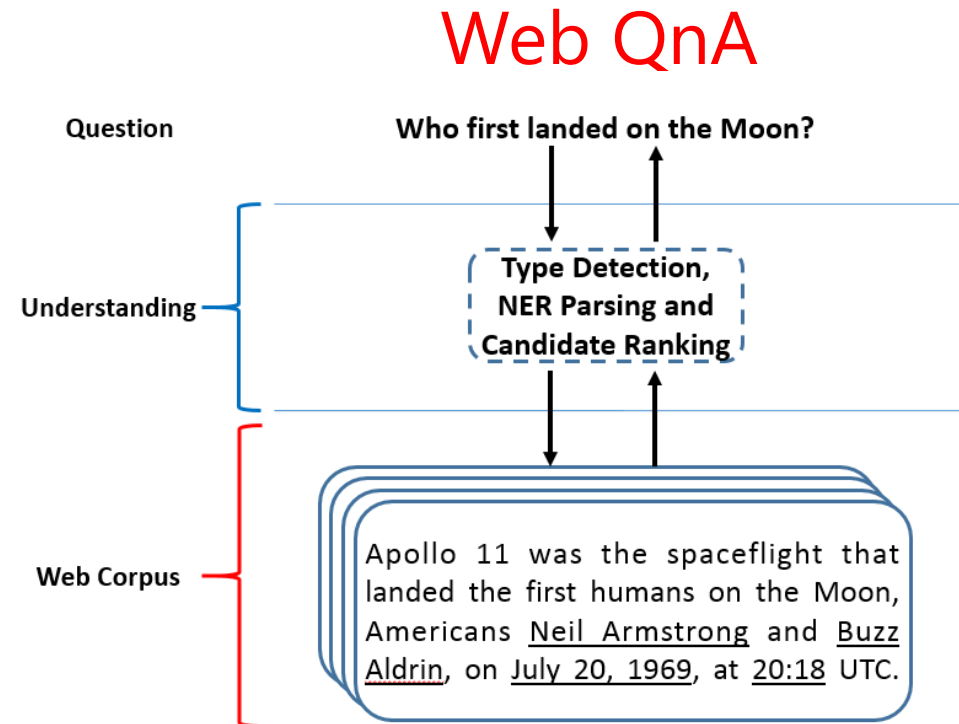 Web QnA
Question
Who first landed on the Moon?
Understanding
Type Detection,
NER Parsing and
Candidate Ranking
Web Corpus
Apollo 11 was the spaceflight that
landed the first humans on the Moon,
Americans Neil Armstrong and Buzz
Aldrin, on July 20, 1969, at 20:18 UTC.